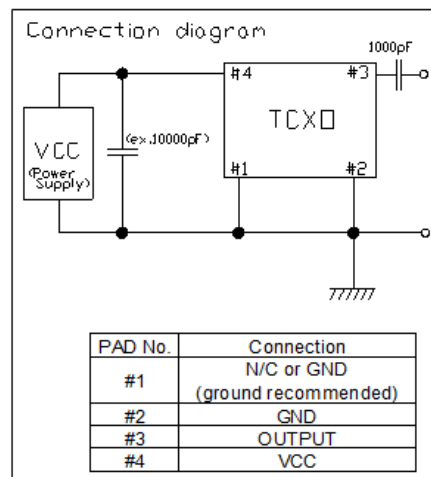 Connection diagram
1000pF
#4
#3
TCXO
VCC
(Power
Supply)
(ex.10000pF)
#1
#2
PAD No. Connection
#1 N/C or GND
(ground recommended)
#2 GND
#3 OUTPUT
#4 VCC